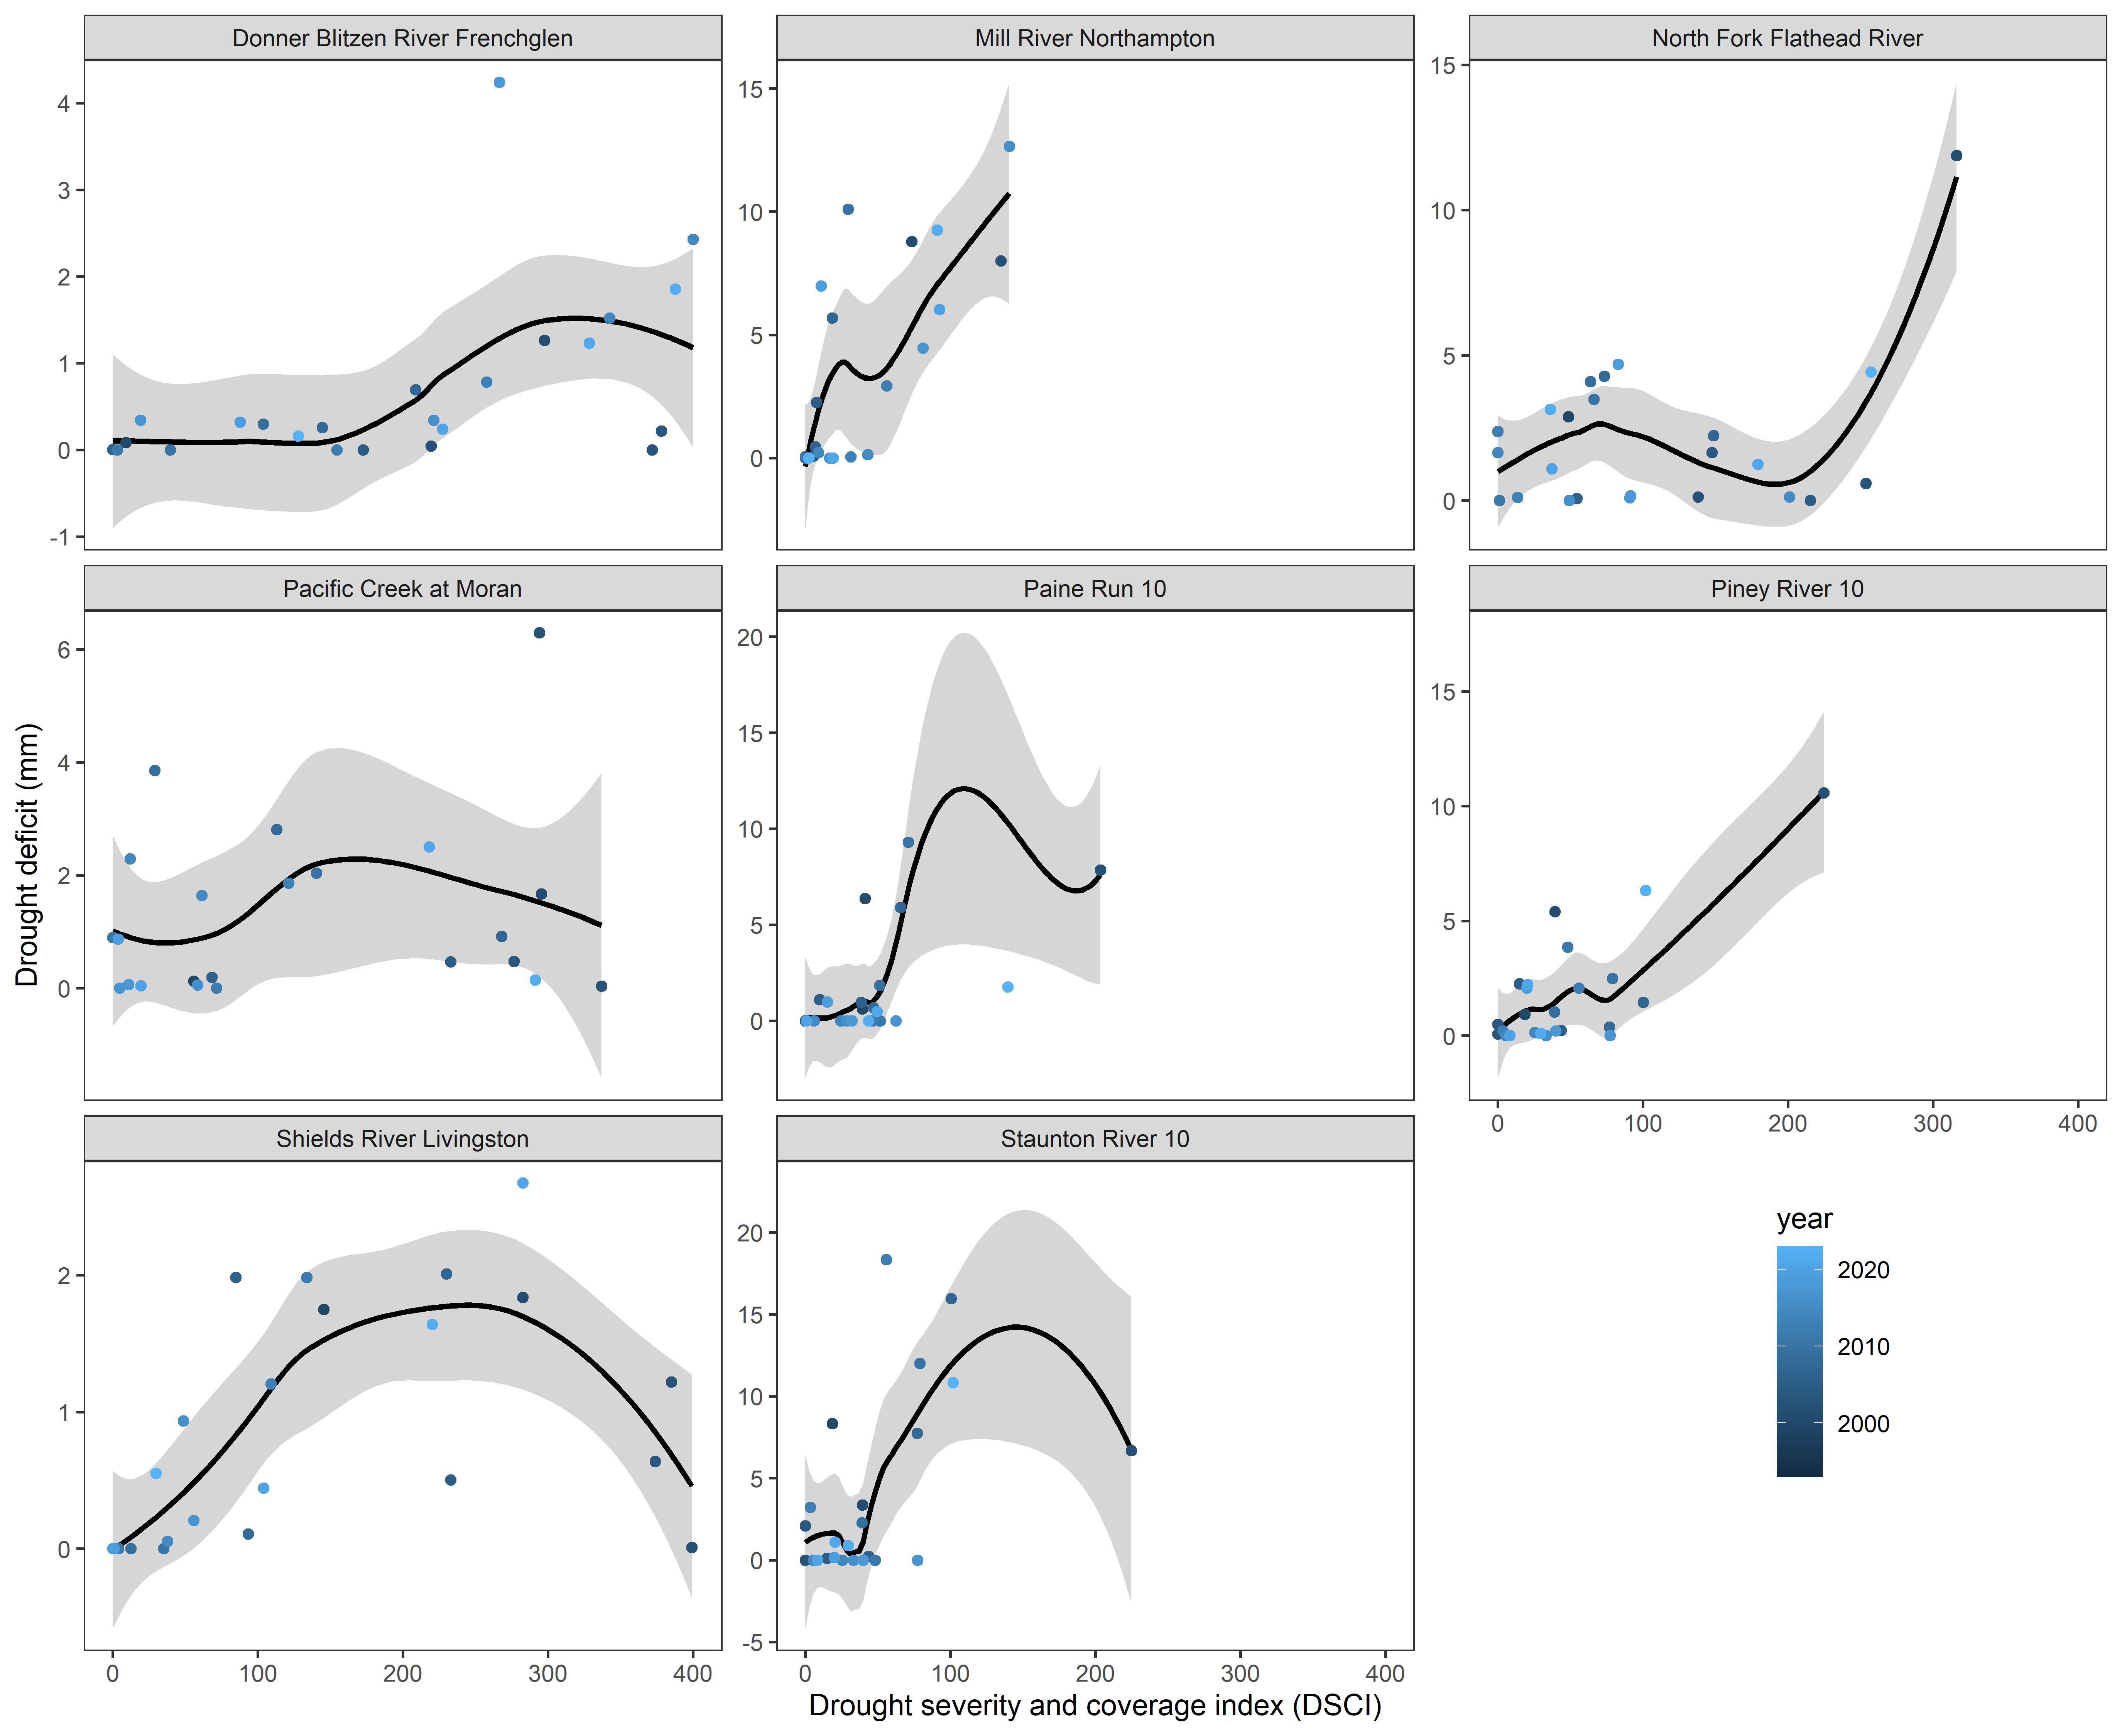 Donner Blitzen River Frenchglen
Mill River Northampton
North Fork Flathead River
4
3
2
1
0
-1
15
10
5
0
15
10
5
0
Pacific Creek at Moran
Paine Run 10
Piney River 10
6
4
2
0
20
15
10
5
0
15
10
5
0
0 100 200 300 400
Drought deficit (mm)
Shields River Livingston
Staunton River 10
2
1
0
20
15
10
5
0
-5
0 100 200 300 400
0 100 200 300 400
Drought severity and coverage index (DSCI)
year
2020
2010
2000